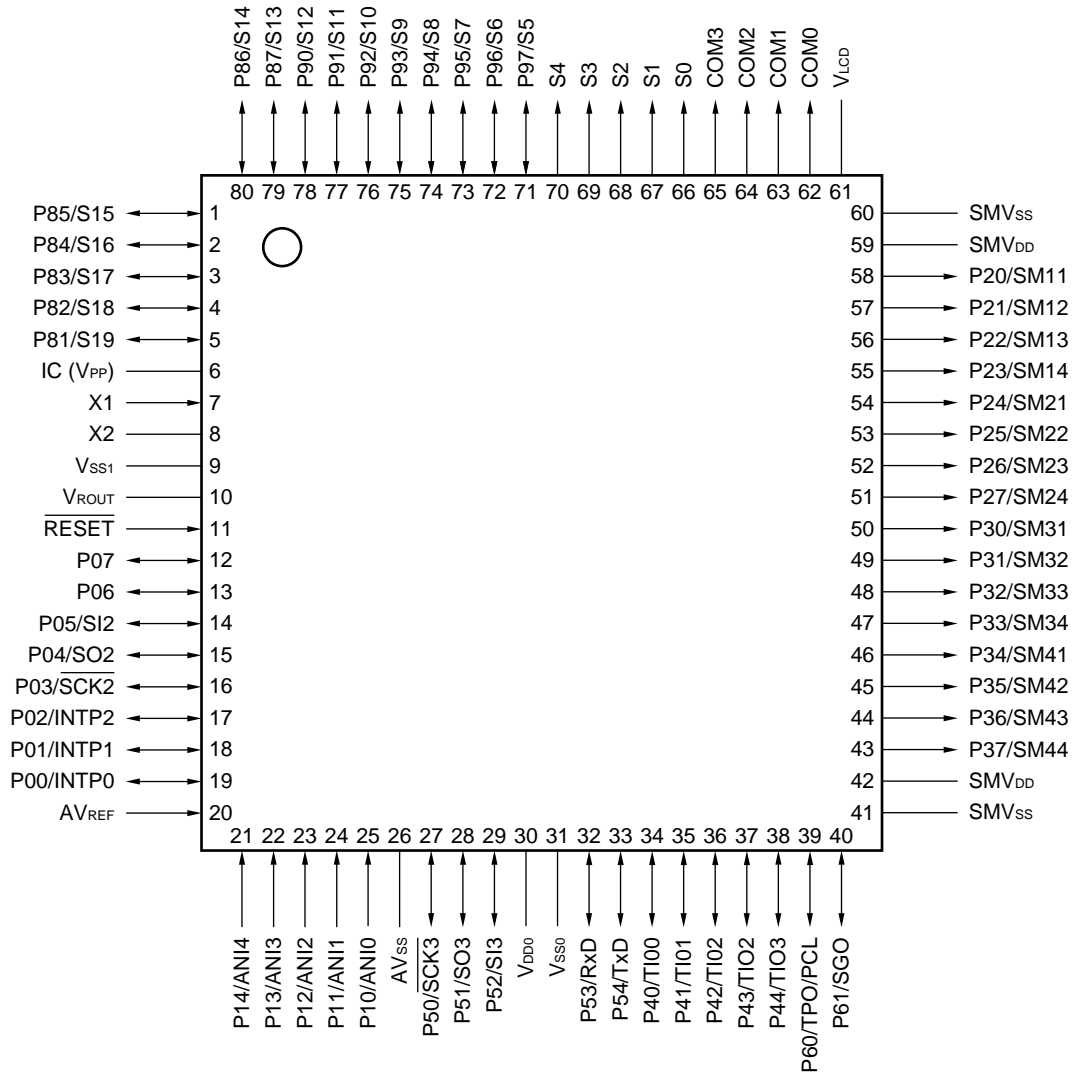 P86/S14
P87/S13
P90/S12
P91/S11
P92/S10
P93/S9
P94/S8
P95/S7
P96/S6
P97/S5
S4
S3
S2
S1
S0
COM3
COM2
COM1
COM0
VLCD
80 79 78 77 76 75 74 73 72 71 70 69 68 67 66 65 64 63 62 61
P85/S15 1
P84/S16 2
P83/S17 3
P82/S18 4
P81/S19 5
IC (VPP) 6
X1 7
X2 8
VSS1 9
VROUT 10
RESET 11
P07 12
P06 13
P05/SI2 14
P04/SO2 15
P03/SCK2 16
P02/INTP2 17
P01/INTP1 18
P00/INTP0 19
AVREF 20
60 SMVSS
59 SMVDD
58 P20/SM11
57 P21/SM12
56 P22/SM13
55 P23/SM14
54 P24/SM21
53 P25/SM22
52 P26/SM23
51 P27/SM24
50 P30/SM31
49 P31/SM32
48 P32/SM33
47 P33/SM34
46 P34/SM41
45 P35/SM42
44 P36/SM43
43 P37/SM44
42 SMVDD
41 SMVSS
21 22 23 24 25 26 27 28 29 30 31 32 33 34 35 36 37 38 39 40
P14/ANI4
P13/ANI3
P12/ANI2
P11/ANI1
P10/ANI0
AVSS
P50/SCK3
P51/SO3
P52/SI3
VDD0
VSS0
P53/RxD
P54/TxD
P40/TI00
P41/TI01
P42/TI02
P43/TIO2
P44/TIO3
P60/TPO/PCL
P61/SGO